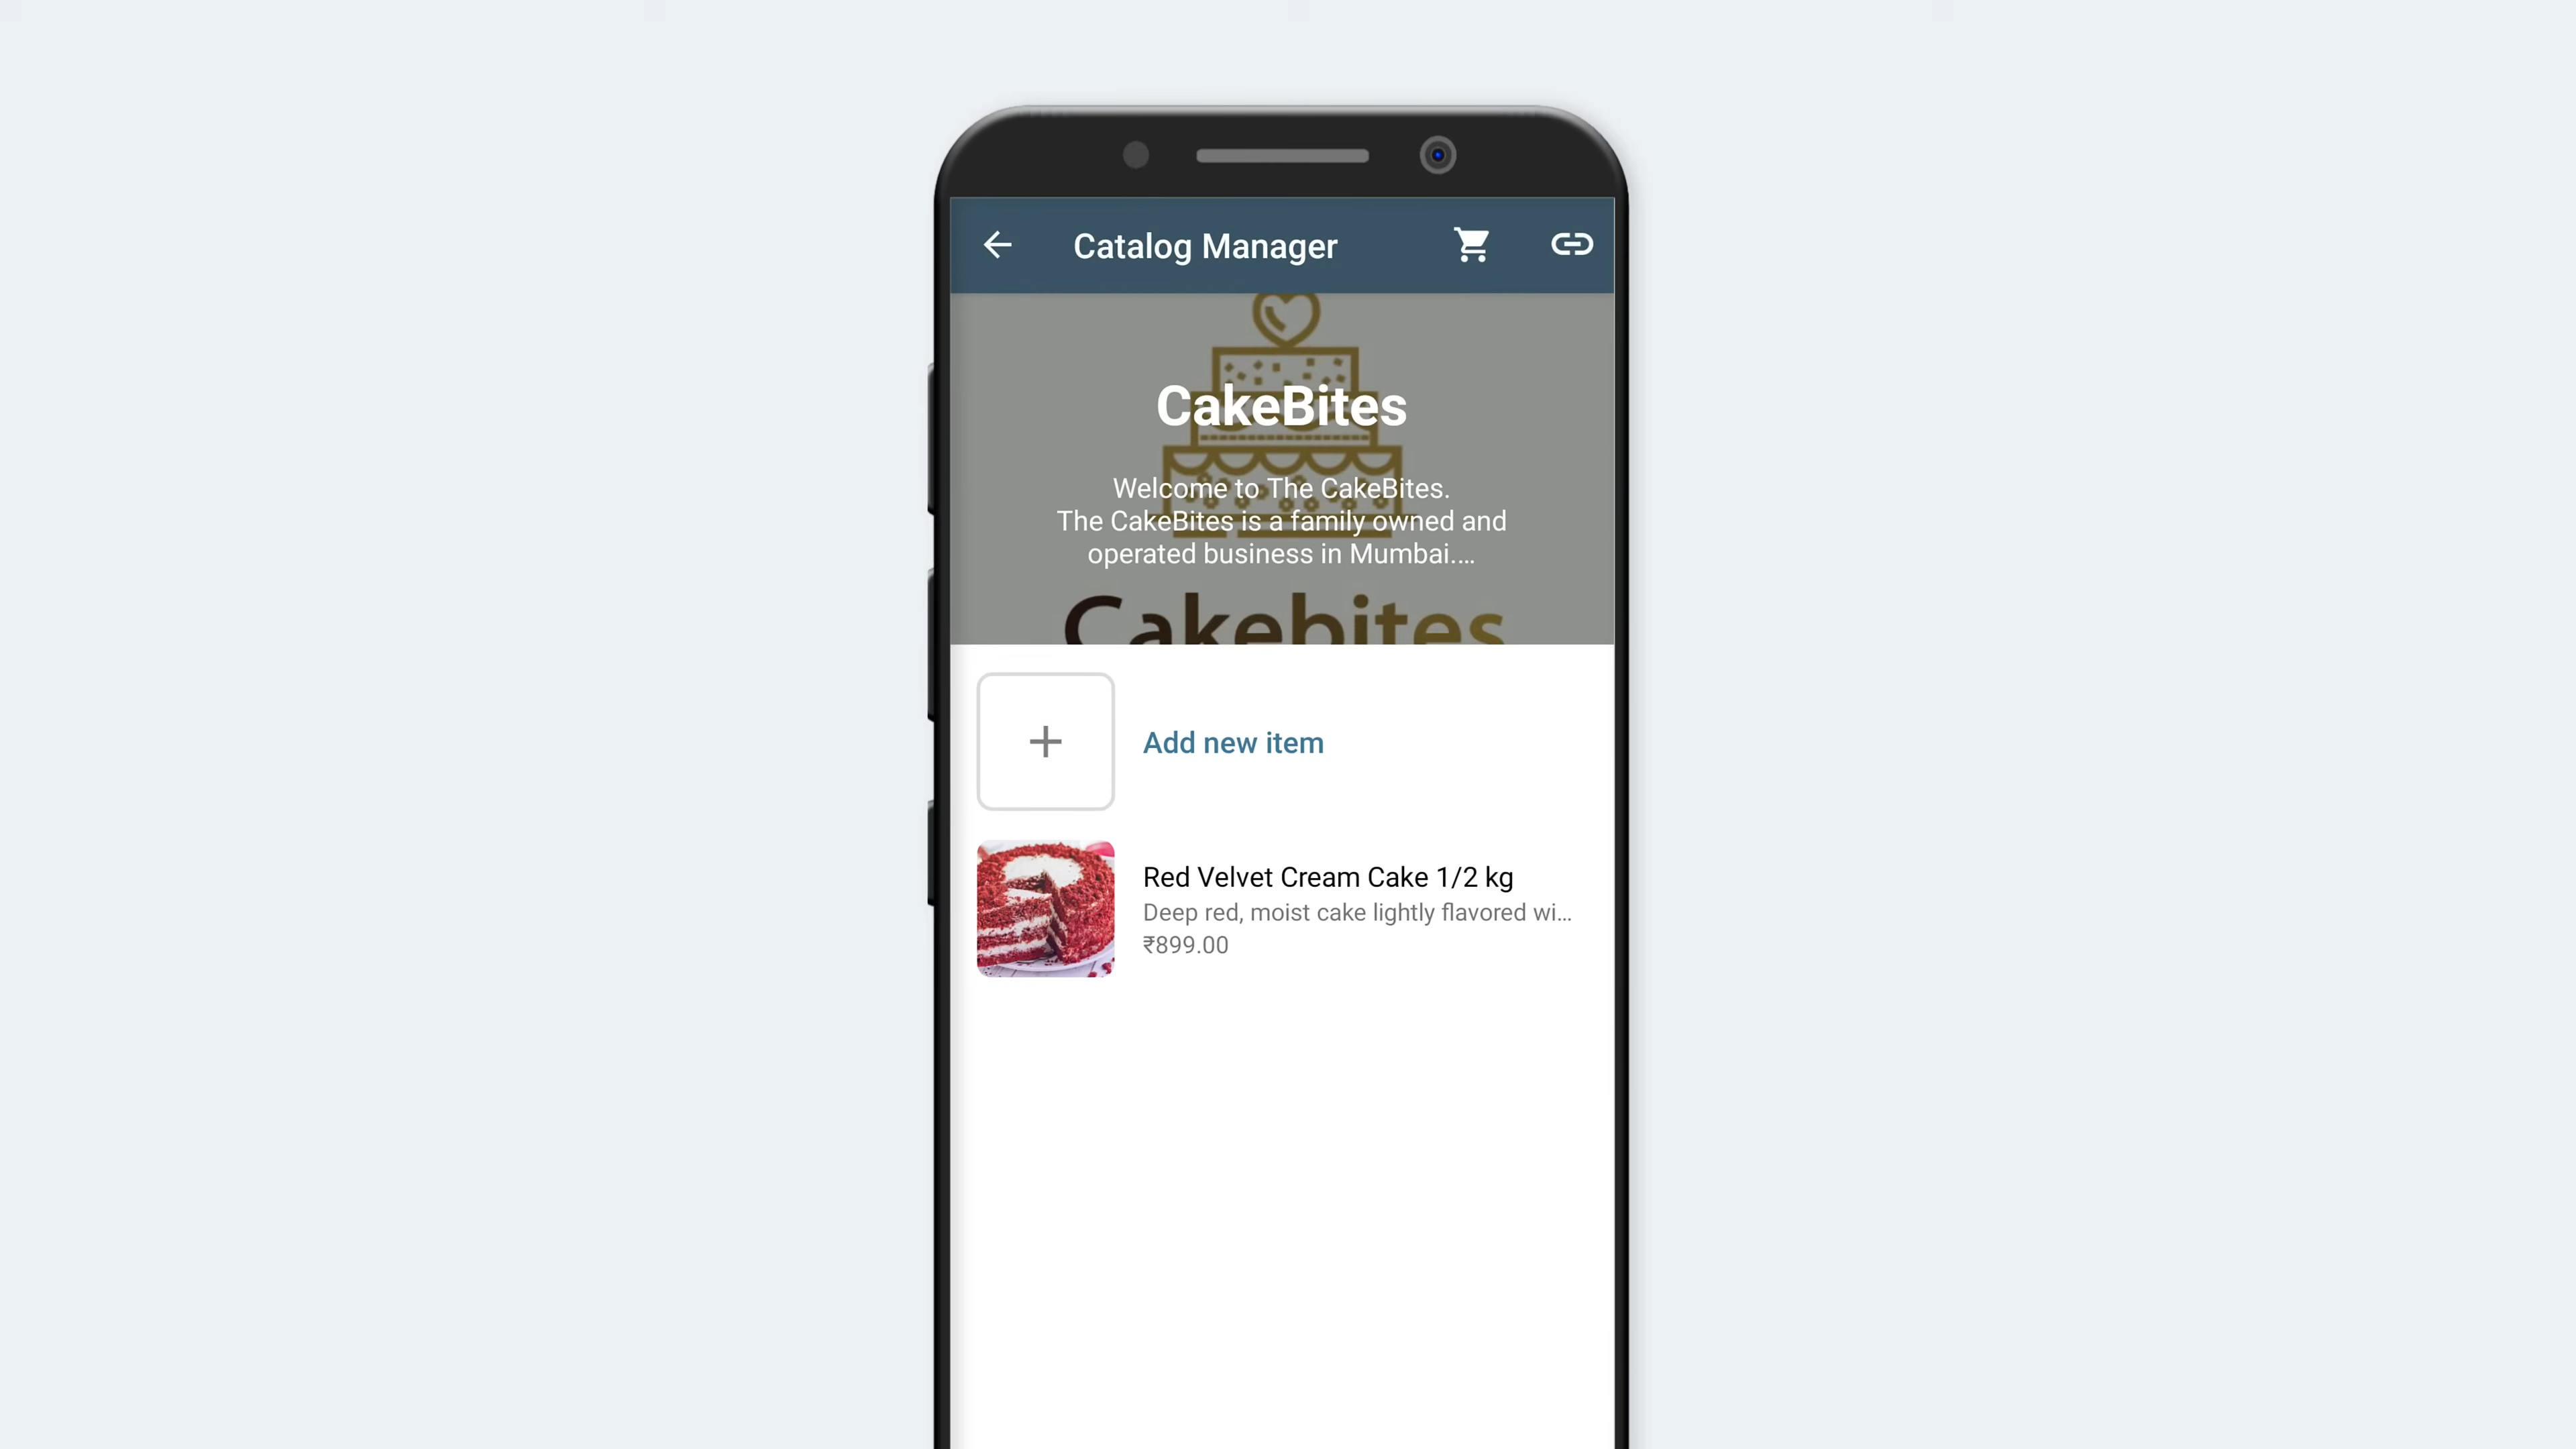 Catalog Manager
CakeBites
Welcome to The CakeBites.
The CakeBites is a family owned and
operated business in Mumbai....
Cakebites
Add new item
Red Velvet Cream Cake 1/2 kg
Deep red, moist cake lightly flavored wi...
₹899.00